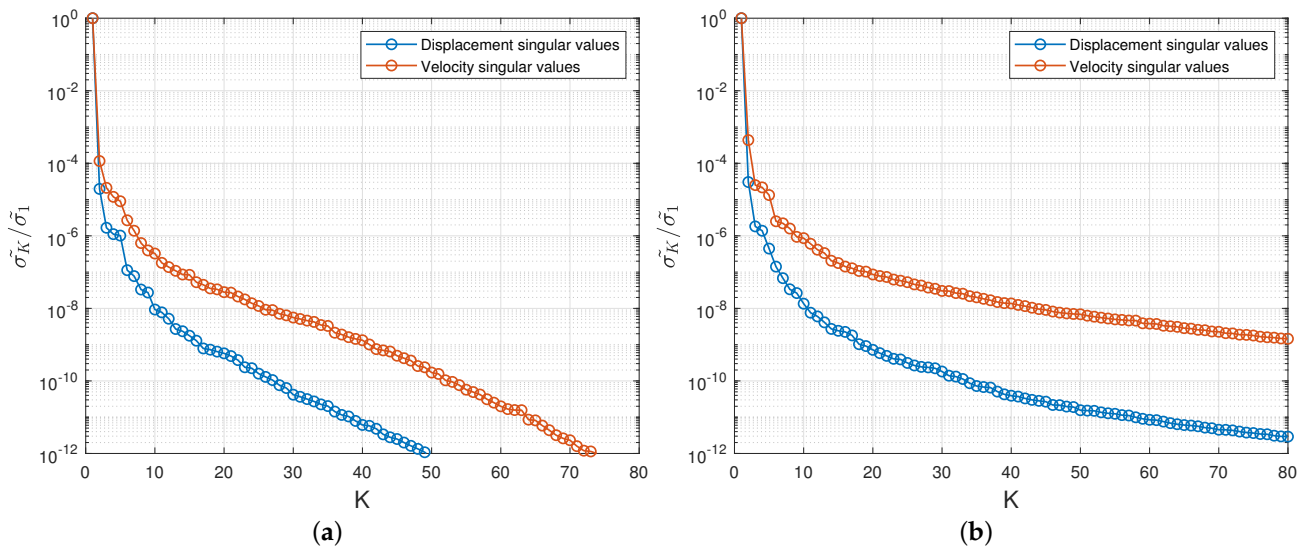 10^0
10^-2
10^-4
10^-6
10^-8
10^-10
10^-12
σ̃_K/σ̃_1
0 10 20 30 40 50 60 70 80
K
Displacement singular values
Velocity singular values
(a)
10^0
10^-2
10^-4
10^-6
10^-8
10^-10
10^-12
σ̃_K/σ̃_1
0 10 20 30 40 50 60 70 80
K
Displacement singular values
Velocity singular values
(b)